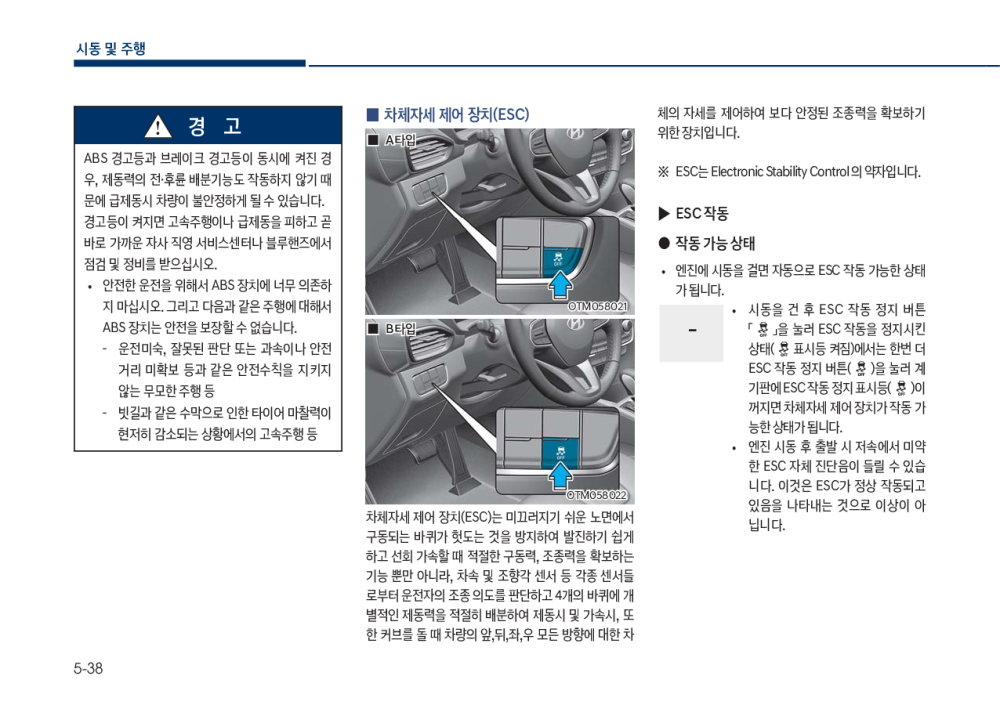 시동 및 주행
경 고
ABS 경고등과 브레이크 경고등이 동시에 켜진 경
우, 제동력의 전·후륜 배분기능도 작동하지 않기 때
문에 급제동시 차량이 불안정하게 될 수 있습니다.
경고등이 켜지면 고속주행이나 급제동을 피하고 곧
바로 가까운 자사 직영 서비스센터나 블루핸즈에서
점검 및 정비를 받으십시오.
• 안전한 운전을 위해서 ABS 장치에 너무 의존하
지 마십시오. 그리고 다음과 같은 주행에 대해서
ABS 장치는 안전을 보장할 수 없습니다.
- 운전미숙, 잘못된 판단 또는 과속이나 안전
거리 미확보 등과 같은 안전수칙을 지키지
않는 무모한 주행 등
- 빗길과 같은 수막으로 인한 타이어 마찰력이
현저히 감소되는 상황에서의 고속주행 등
■ 차체자세 제어 장치(ESC)
■ A타입
OFF
OTM058021
■ B타입
OFF
OTM058022
차체자세 제어 장치(ESC)는 미끄러지기 쉬운 노면에서
구동되는 바퀴가 헛도는 것을 방지하여 발진하기 쉽게
하고 선회 가속할 때 적절한 구동력, 조종력을 확보하는
기능 뿐만 아니라, 차속 및 조향각 센서 등 각종 센서들
로부터 운전자의 조종 의도를 판단하고 4개의 바퀴에 개
별적인 제동력을 적절히 배분하여 제동시 및 가속시, 또
한 커브를 돌 때 차량의 앞,뒤,좌,우 모든 방향에 대한 차
체의 자세를 제어하여 보다 안정된 조종력을 확보하기
위한 장치입니다.
※ ESC는 Electronic Stability Control의 약자입니다.
▶ ESC 작동
● 작동 가능 상태
• 엔진에 시동을 걸면 자동으로 ESC 작동 가능한 상태
가 됩니다.
-
• 시동을 건 후 ESC 작동 정지 버튼
「 OFF 」을 눌러 ESC 작동을 정지시킨
상태( OFF 표시등 켜짐)에서는 한번 더
ESC 작동 정지 버튼( OFF )을 눌러 계
기판에 ESC 작동 정지 표시등( OFF )이
꺼지면 차체자세 제어 장치가 작동 가
능한 상태가 됩니다.
• 엔진 시동 후 출발 시 저속에서 미약
한 ESC 자체 진단음이 들릴 수 있습
니다. 이것은 ESC가 정상 작동되고
있음을 나타내는 것으로 이상이 아
닙니다.
5-38